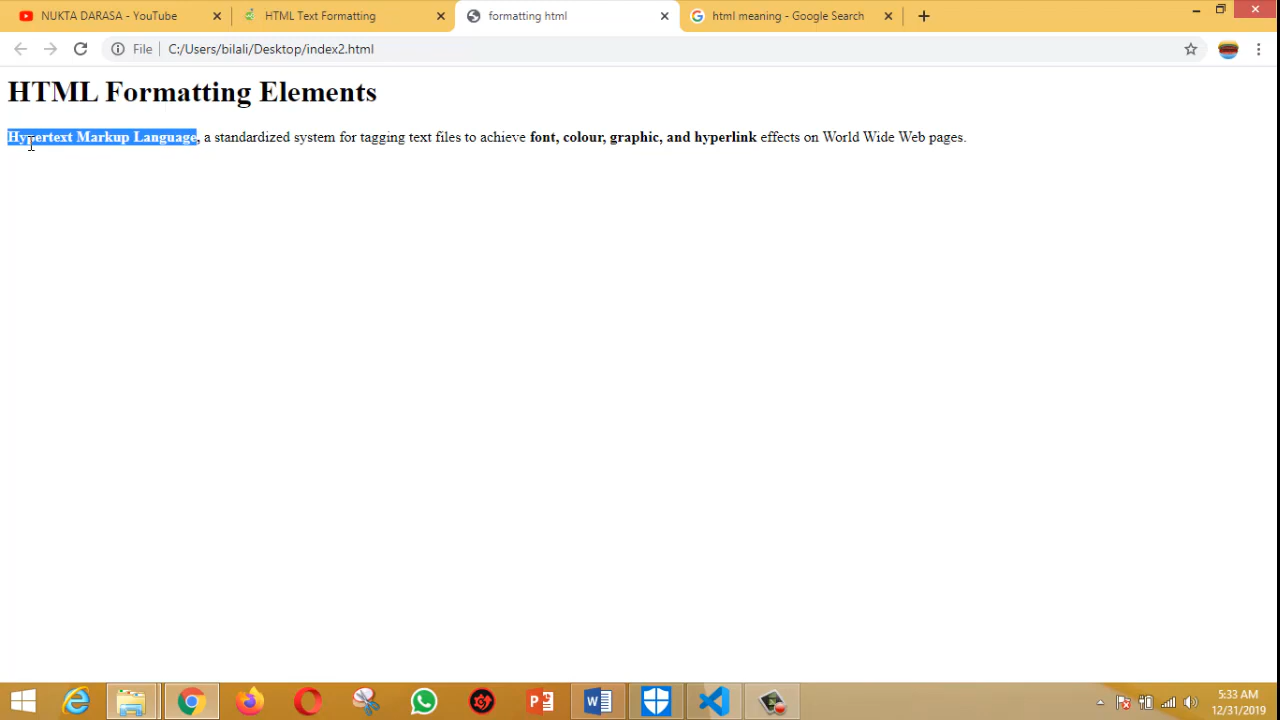 NUKTA DARASA - YouTube
HTML Text Formatting
formatting html
html meaning - Google Search
File
C:/Users/bilali/Desktop/index2.html
HTML Formatting Elements
Hypertext Markup Language, a standardized system for tagging text files to achieve font, colour, graphic, and hyperlink effects on World Wide Web pages.
5:33 AM
12/31/2019